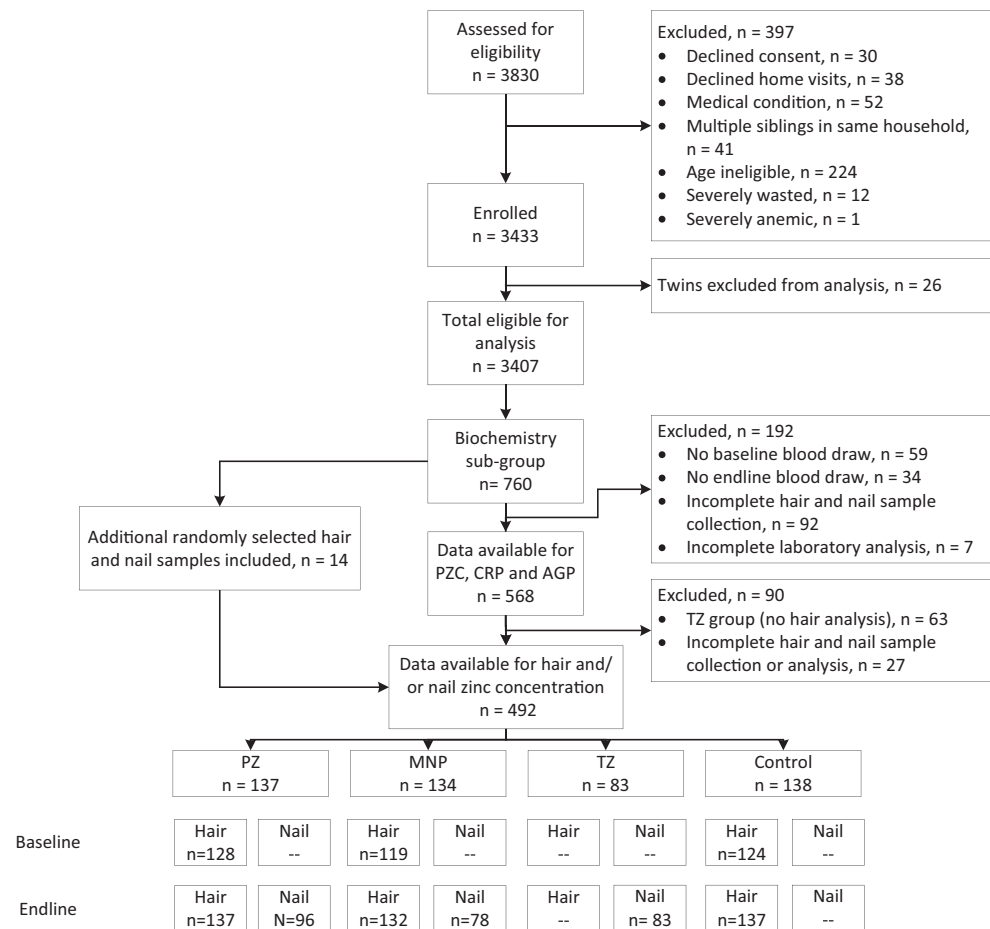 Assessed for
eligibility
n = 3830
Excluded, n = 397
• Declined consent, n = 30
• Declined home visits, n = 38
• Medical condition, n = 52
• Multiple siblings in same household,
n = 41
• Age ineligible, n = 224
• Severely wasted, n = 12
• Severely anemic, n = 1
Enrolled
n = 3433
Twins excluded from analysis, n = 26
Total eligible for
analysis
n = 3407
Biochemistry
sub-group
n= 760
Excluded, n = 192
• No baseline blood draw, n = 59
• No endline blood draw, n = 34
• Incomplete hair and nail sample
collection, n = 92
• Incomplete laboratory analysis, n = 7
Additional randomly selected hair
and nail samples included, n = 14
Data available for
PZC, CRP and AGP
n = 568
Excluded, n = 90
• TZ group (no hair analysis), n = 63
• Incomplete hair and nail sample
collection or analysis, n = 27
Data available for hair and/
or nail zinc concentration
n = 492
PZ
n = 137
MNP
n = 134
TZ
n = 83
Control
n = 138
Baseline
Hair
n=128
Nail
--
Hair
n=119
Nail
--
Hair
--
Nail
--
Hair
n=124
Nail
--
Endline
Hair
n=137
Nail
N=96
Hair
n=132
Nail
n=78
Hair
--
Nail
n= 83
Hair
n=137
Nail
--